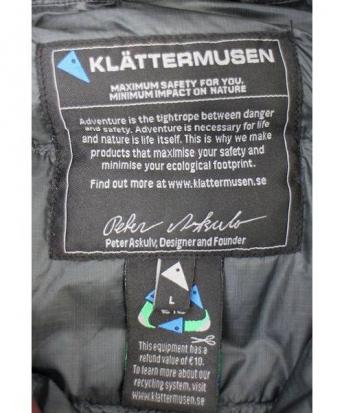 KLÄTTERMUSEN
MAXIMUM SAFETY FOR YOU,
MINIMUM IMPACT ON NATURE
Adventure is the tightrope between danger
and safety. Adventure is necessary for life
and nature is life itself. This is why we make
products that maximise your safety and
minimise your ecological footprint.
Find out more at www.klattermusen.se
Peter Askulv
Peter Askulv, Designer and Founder
L
This equipment has a
refund value of €10.
To learn more about our
recycling system, visit
www.klattermusen.se